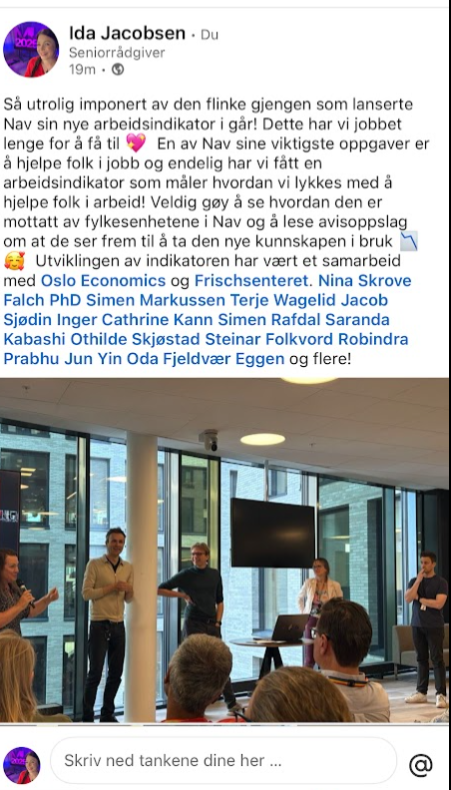 Ida Jacobsen • Du
Seniorrådgiver
19m •
Så utrolig imponert av den flinke gjengen som lanserte
Nav sin nye arbeidsindikator i går! Dette har vi jobbet
lenge for å få til 💖 En av Nav sine viktigste oppgaver er
å hjelpe folk i jobb og endelig har vi fått en
arbeidsindikator som måler hvordan vi lykkes med å
hjelpe folk i arbeid! Veldig gøy å se hvordan den er
mottatt av fylkesenhetene i Nav og å lese avisoppslag
om at de ser frem til å ta den nye kunnskapen i bruk 📉
🥰 Utviklingen av indikatoren har vært et samarbeid
med Oslo Economics og Frischsenteret. Nina Skrove
Falch PhD Simen Markussen Terje Wagelid Jacob
Sjødin Inger Cathrine Kann Simen Rafdal Saranda
Kabashi Othilde Skjøstad Steinar Folkvord Robindra
Prabhu Jun Yin Oda Fjeldvær Eggen og flere!
Skriv ned tankene dine her ...
@